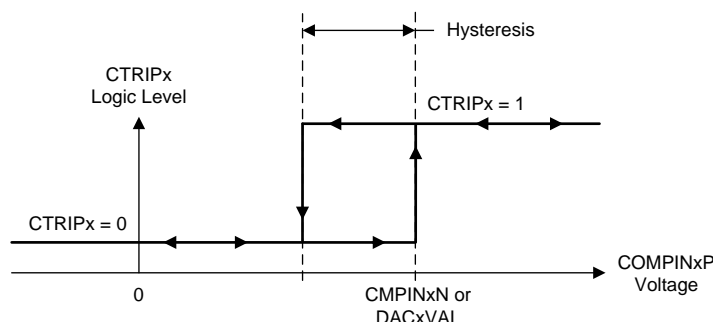 Hysteresis
CTRIPx
Logic Level
CTRIPx = 1
CTRIPx = 0
COMPINxP
Voltage
0
CMPINxN or
DACxVAL